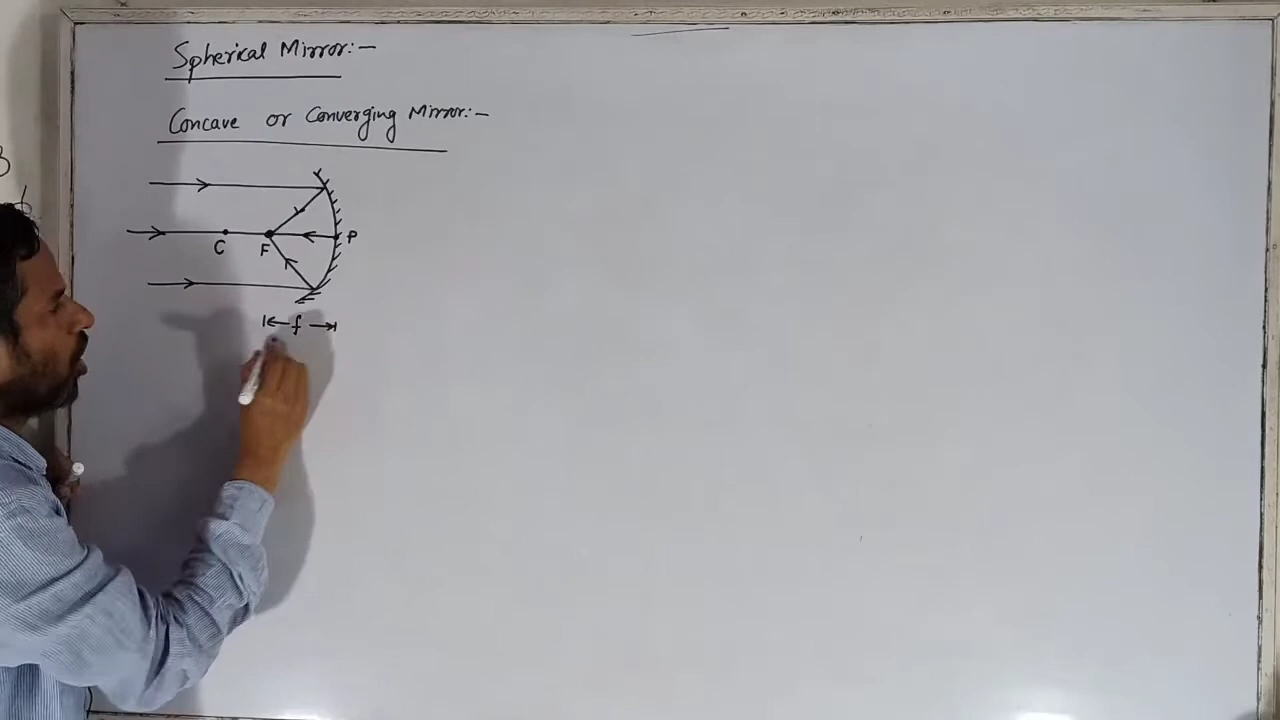 Spherical Mirror:-
Concave or Converging Mirror:-
C F P
f